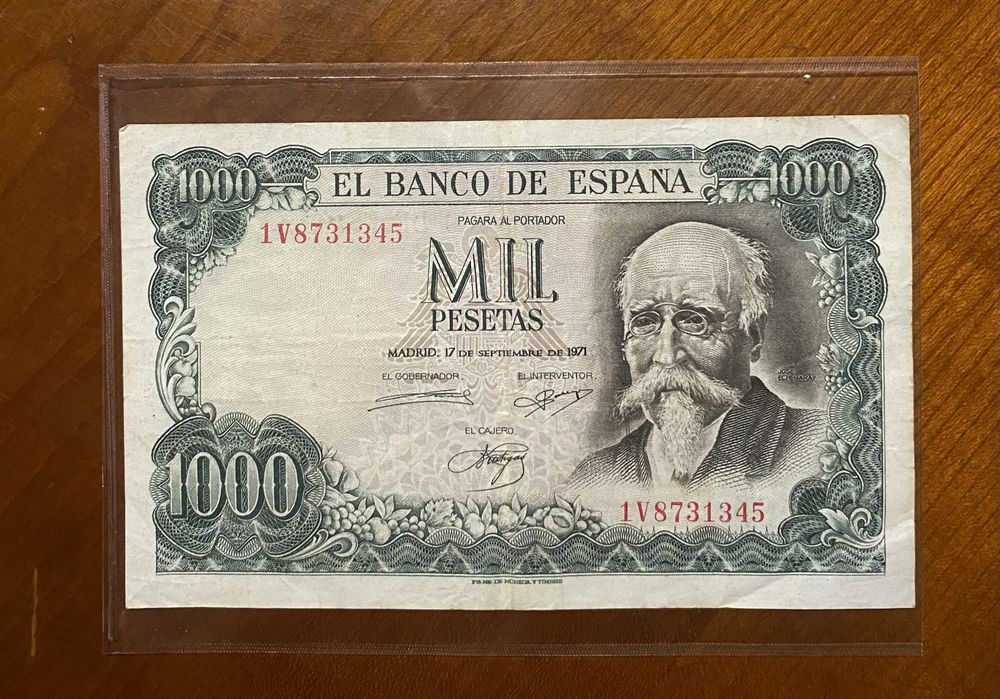 1000 EL BANCO DE ESPANA 1000
PAGARA AL PORTADOR
1V8731345
MIL
PESETAS
MADRID, 17 DE SEPTIEMBRE DE 1971
EL GOBERNADOR EL INTERVENTOR
EL CAJERO,
1000
1V8731345